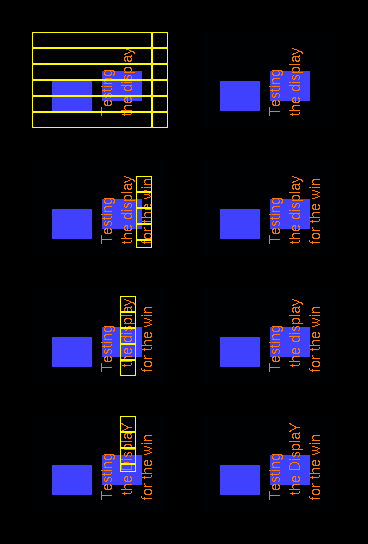 Testing
the display
Testing
the display
Testing
the display
for the win
Testing
the display
for the win
Testing
the display
for the win
Testing
the display
for the win
Testing
the DisplaY
for the win
Testing
the DisplaY
for the win